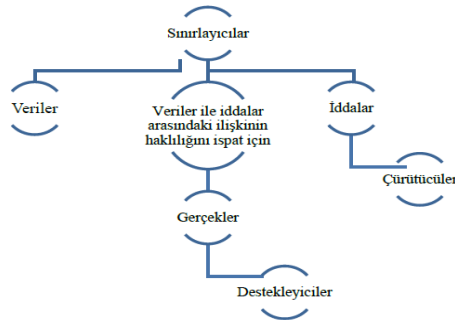 Sınırlayıcılar
Veriler
Veriler ile iddalar
arasındaki ilişkinin
haklılığını ispat için
İddalar
Çürütücüler
Gerçekler
Destekleyiciler